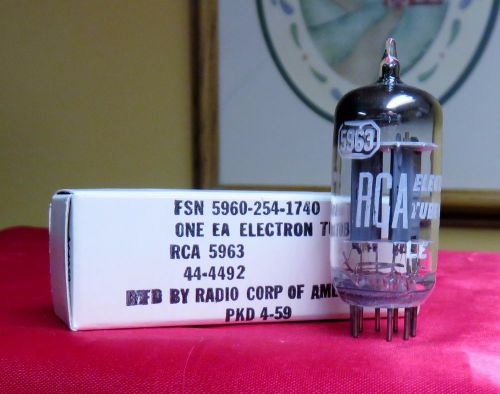 FSN 5960-254-1740
ONE EA ELECTRON
RCA 5963
44-4492
BY RADIO CORP OF
PKD 4-59
5963
RCA